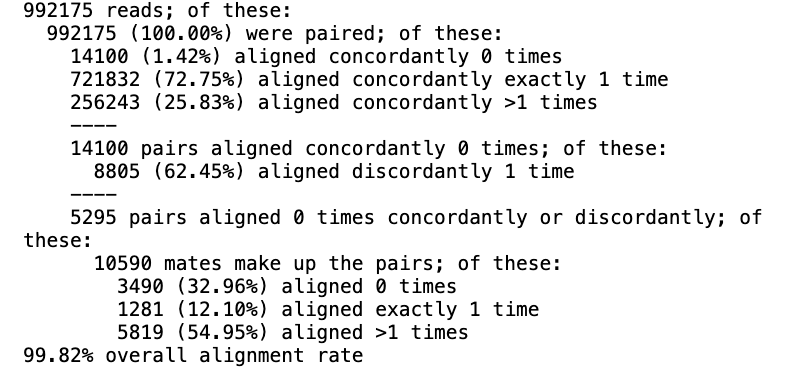 992175 reads; of these:
992175 (100.00%) were paired; of these:
14100 (1.42%) aligned concordantly 0 times
721832 (72.75%) aligned concordantly exactly 1 time
256243 (25.83%) aligned concordantly >1 times
----
14100 pairs aligned concordantly 0 times; of these:
8805 (62.45%) aligned discordantly 1 time
----
5295 pairs aligned 0 times concordantly or discordantly; of
these:
10590 mates make up the pairs; of these:
3490 (32.96%) aligned 0 times
1281 (12.10%) aligned exactly 1 time
5819 (54.95%) aligned >1 times
99.82% overall alignment rate